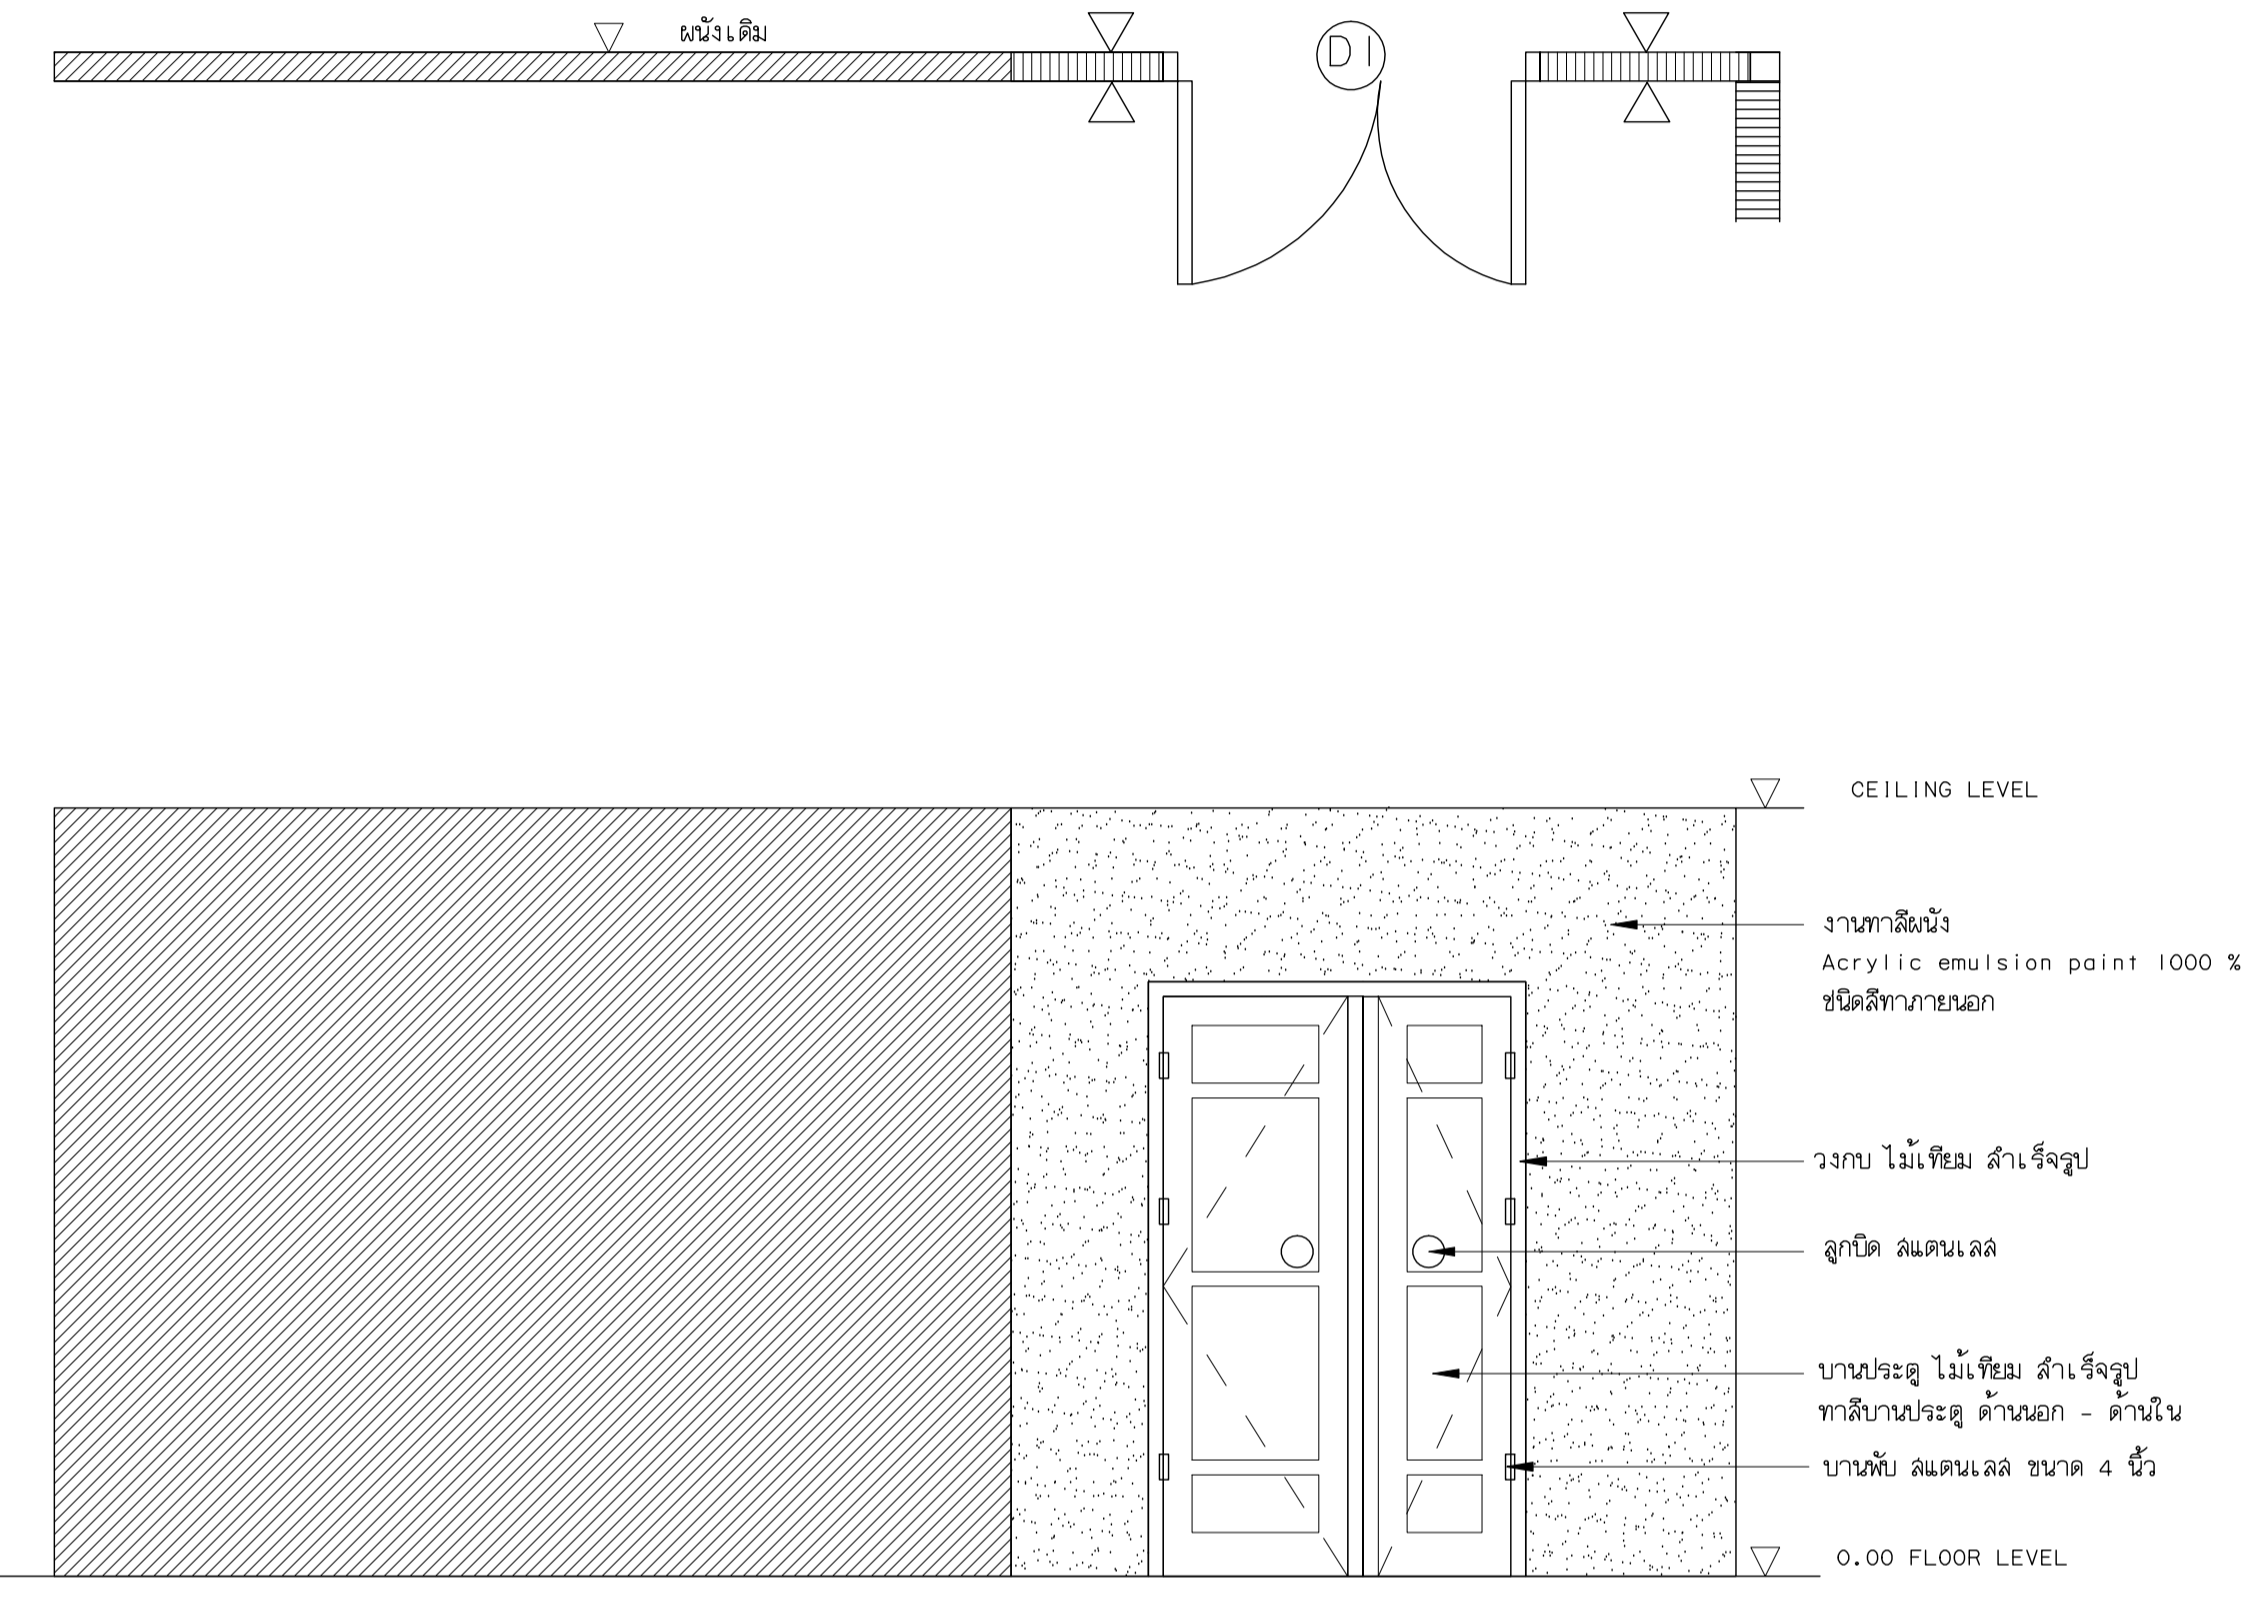 ผนังเดิม
D1
CEILING LEVEL
งานทาสีผนัง
Acrylic emulsion paint 1000 %
ชนิดสีทาภายนอก
วงกบ ไม้เทียม สำเร็จรูป
ลูกบิด สแตนเลส
บานประตู ไม้เทียม สำเร็จรูป
ทาสีบานประตู ด้านนอก - ด้านใน
บานพับ สแตนเลส ขนาด 4 นิ้ว
0.00 FLOOR LEVEL